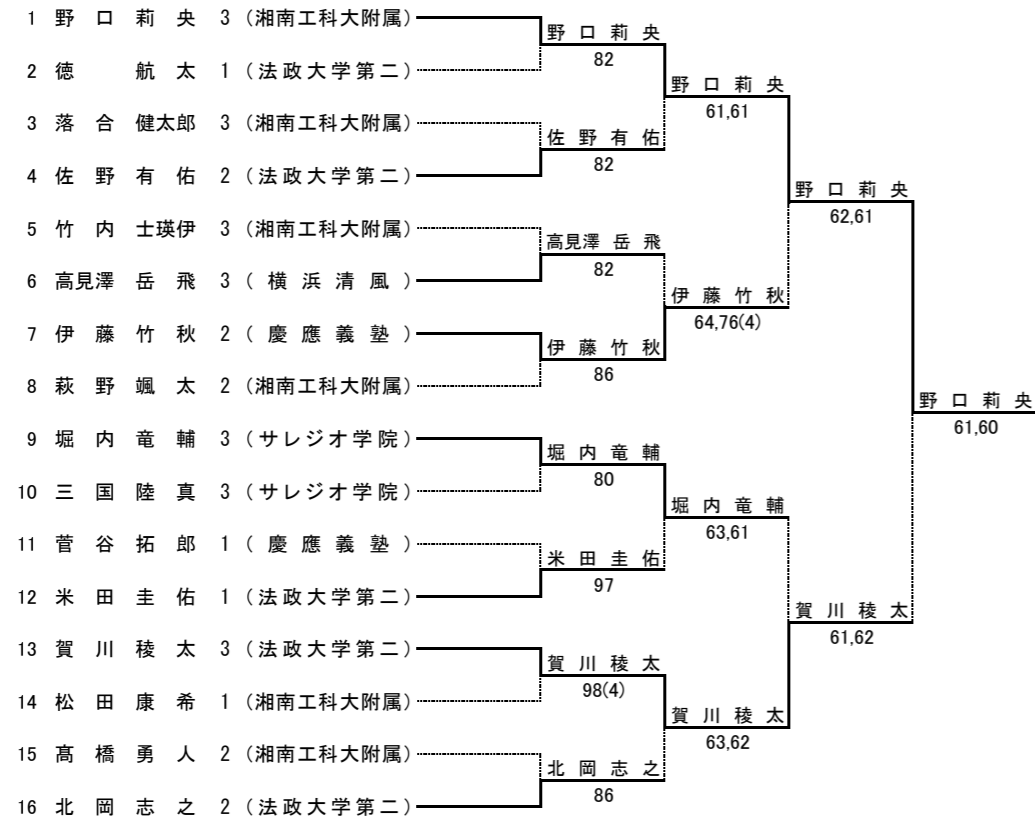 1 野口莉央 3 (湘南工科大附属)
野口莉央
82
2 徳 航太 1 (法政大学第二)
野口莉央
61,61
3 落合健太郎 3 (湘南工科大附属)
佐野有佑
82
4 佐野有佑 2 (法政大学第二)
野口莉央
62,61
5 竹内士瑛伊 3 (湘南工科大附属)
高見澤岳飛
82
6 高見澤岳飛 3 (横浜清風)
伊藤竹秋
64,76(4)
7 伊藤竹秋 2 (慶應義塾)
伊藤竹秋
86
8 萩野颯太 2 (湘南工科大附属)
野口莉央
61,60
9 堀内竜輔 3 (サレジオ学院)
堀内竜輔
80
10 三国陸真 3 (サレジオ学院)
堀内竜輔
63,61
11 菅谷拓郎 1 (慶應義塾)
米田圭佑
97
12 米田圭佑 1 (法政大学第二)
賀川稜太
61,62
13 賀川稜太 3 (法政大学第二)
賀川稜太
98(4)
14 松田康希 1 (湘南工科大附属)
賀川稜太
63,62
15 髙橋勇人 2 (湘南工科大附属)
北岡志之
86
16 北岡志之 2 (法政大学第二)